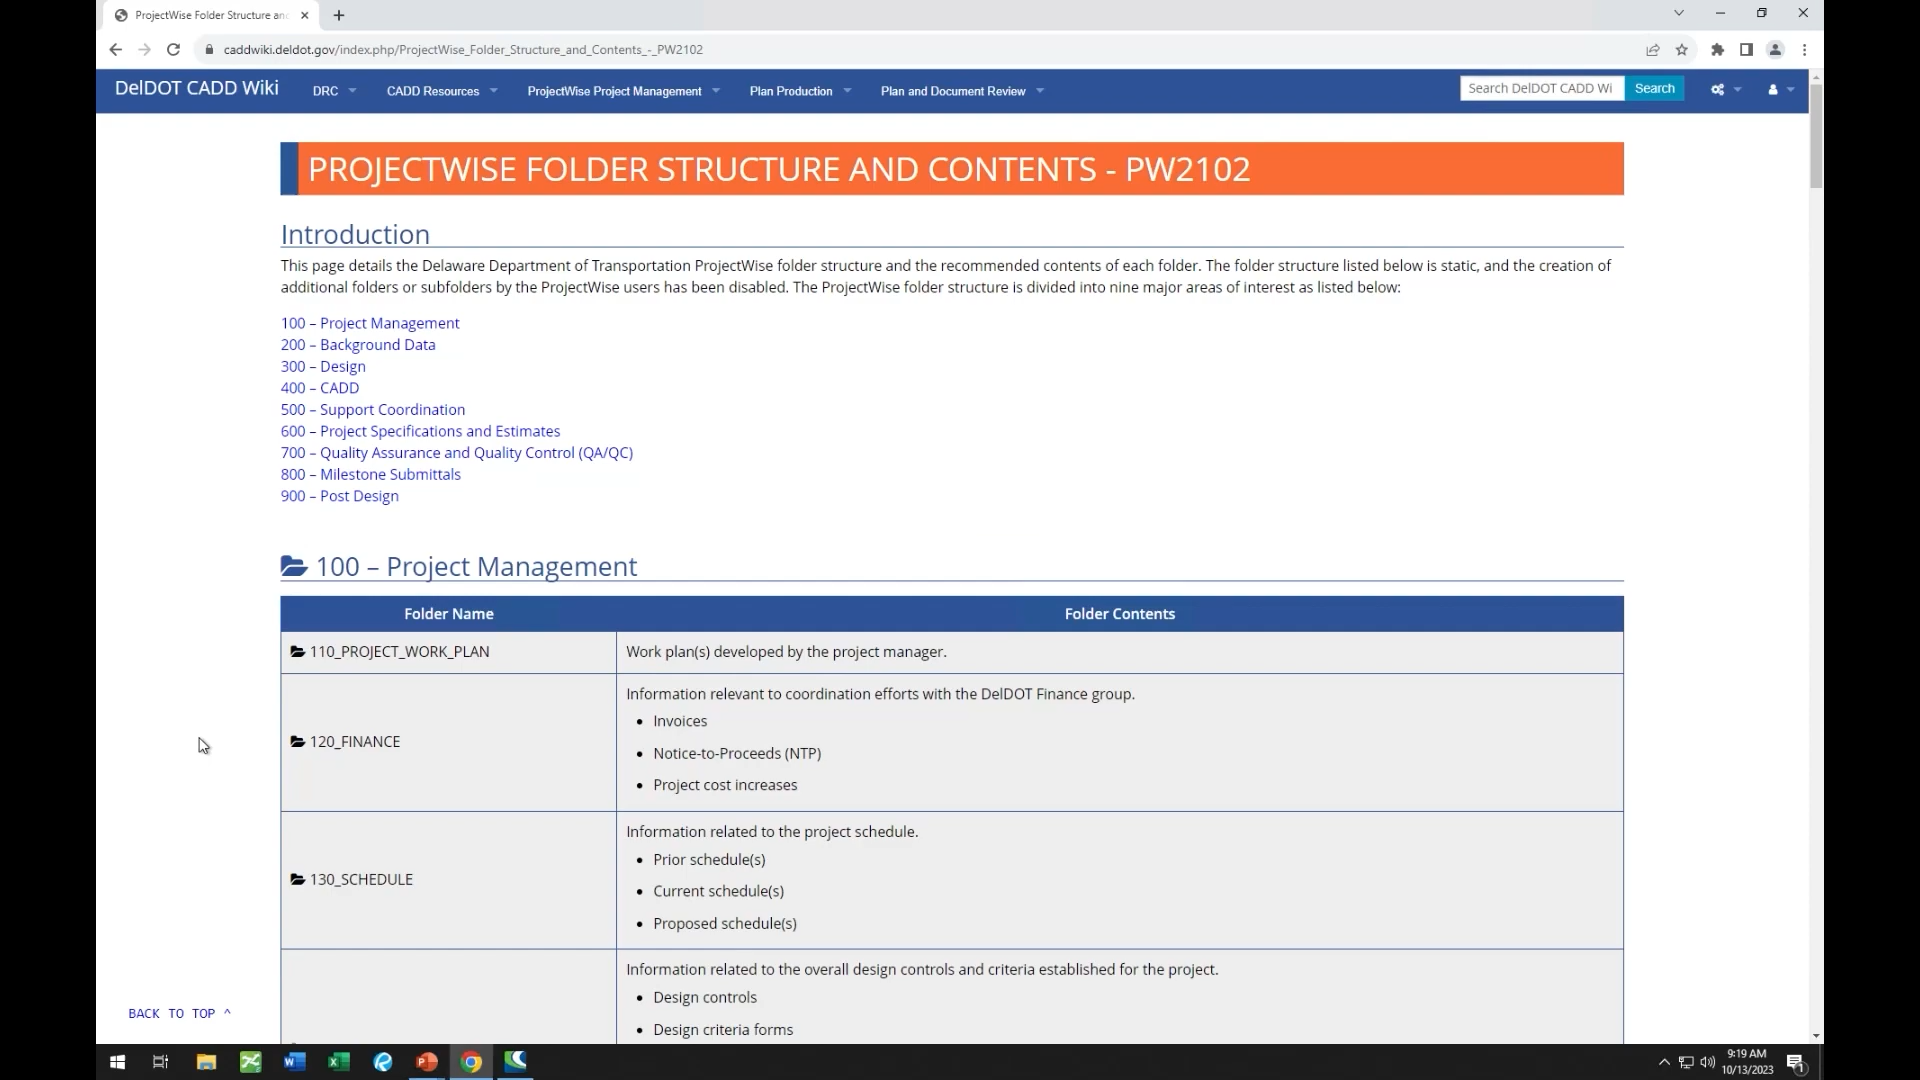 ProjectWise Folder Structure and
caddwiki.deldot.gov/index.php/ProjectWise_Folder_Structure_and_Contents_-_PW2102
DelDOT CADD Wiki DRC CADD Resources ProjectWise Project Management Plan Production Plan and Document Review Search DelDOT CADD Wi Search
PROJECTWISE FOLDER STRUCTURE AND CONTENTS - PW2102
Introduction
This page details the Delaware Department of Transportation ProjectWise folder structure and the recommended contents of each folder. The folder structure listed below is static, and the creation of
additional folders or subfolders by the ProjectWise users has been disabled. The ProjectWise folder structure is divided into nine major areas of interest as listed below:
100 – Project Management
200 – Background Data
300 – Design
400 – CADD
500 – Support Coordination
600 – Project Specifications and Estimates
700 – Quality Assurance and Quality Control (QA/QC)
800 – Milestone Submittals
900 – Post Design
100 – Project Management
Folder Name Folder Contents
110_PROJECT_WORK_PLAN Work plan(s) developed by the project manager.
Information relevant to coordination efforts with the DelDOT Finance group.
• Invoices
120_FINANCE
• Notice-to-Proceeds (NTP)
• Project cost increases
Information related to the project schedule.
• Prior schedule(s)
130_SCHEDULE
• Current schedule(s)
• Proposed schedule(s)
Information related to the overall design controls and criteria established for the project.
• Design controls
BACK TO TOP ^
• Design criteria forms
9:19 AM
10/13/2023
1